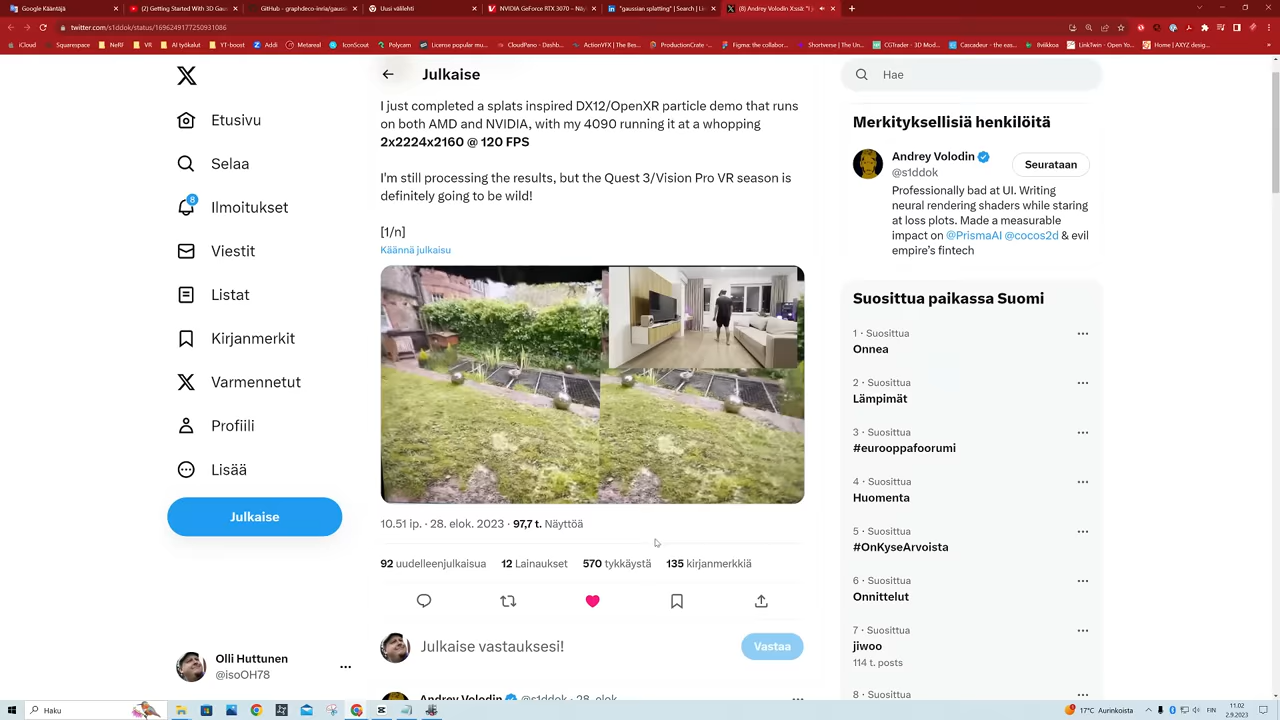 Google Kääntäjä
(2) Getting Started With 3D Gau
GitHub - graphdeco-inria/gauss
Uusi välilehti
NVIDIA GeForce RTX 3070 - Näy
"gaussian splatting" | Search | Li
(8) Andrey Volodin X:ssä: "I j
twitter.com/s1ddok/status/1696249177250931086
iCloud
Squarespace
NeRF
VR
AI työkalut
YT-boost
Addi
Metareal
IconScout
Polycam
License popular mu...
CloudPano - Dashb...
ActionVFX | The Bes...
ProductionCrate -...
Figma: the collabor...
Shortverse | The Un...
CGTrader - 3D Mod...
Cascadeur - the eas...
0viikkoa
LinkTwin - Open Yo...
Home | AXYZ desig...
Julkaise
Hae
Etusivu
Selaa
8
Ilmoitukset
Viestit
Listat
Kirjanmerkit
Varmennetut
Profiili
Lisää
Julkaise
Olli Huttunen
@isoOH78
I just completed a splats inspired DX12/OpenXR particle demo that runs
on both AMD and NVIDIA, with my 4090 running it at a whopping
2x2224x2160 @ 120 FPS
I'm still processing the results, but the Quest 3/Vision Pro VR season is
definitely going to be wild!
[1/n]
Käännä julkaisu
10.51 ip. · 28. elok. 2023 · 97,7 t. Näyttöä
92 uudelleenjulkaisua 12 Lainaukset 570 tykkäystä 135 kirjanmerkkiä
Julkaise vastauksesi!
Vastaa
Andrey Volodin @s1ddok · 28. elok.
Merkityksellisiä henkilöitä
Andrey Volodin
@s1ddok
Seurataan
Professionally bad at UI. Writing
neural rendering shaders while staring
at loss plots. Made a measurable
impact on @PrismaAI @cocos2d & evil
empire's fintech
Suosittua paikassa Suomi
1 · Suosittua
Onnea
2 · Suosittua
Lämpimät
3 · Suosittua
#eurooppafoorumi
4 · Suosittua
Huomenta
5 · Suosittua
#OnKyseArvoista
6 · Suosittua
Onnittelut
7 · Suosittua
jiwoo
114 t. posts
8 · Suosittua
Haku
17°C Aurinkoista
FIN
11.02
2.9.2023